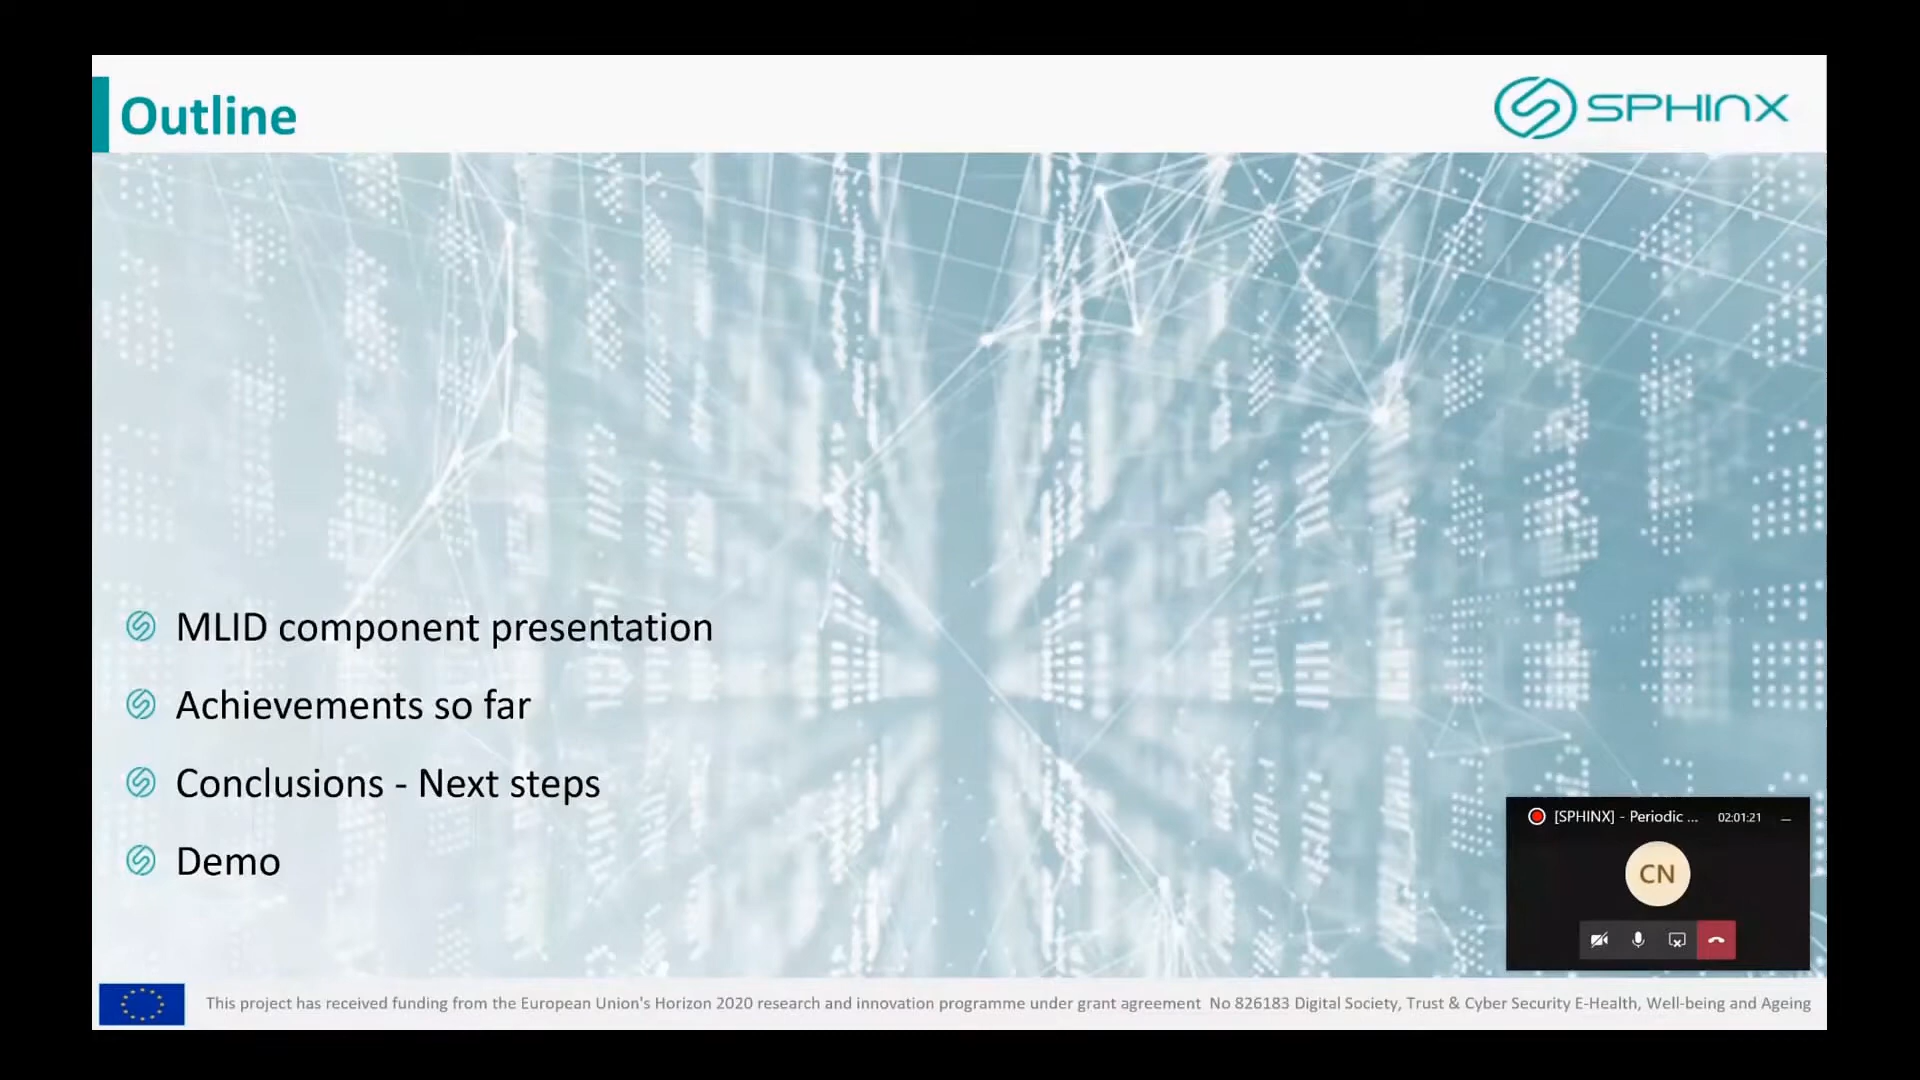 Outline
SPHINX
MLID component presentation
Achievements so far
Conclusions - Next steps
Demo
[SPHINX] - Periodic ... 02:01:21
CN
This project has received funding from the European Union's Horizon 2020 research and innovation programme under grant agreement No 826183 Digital Society, Trust & Cyber Security E-Health, Well-being and Ageing